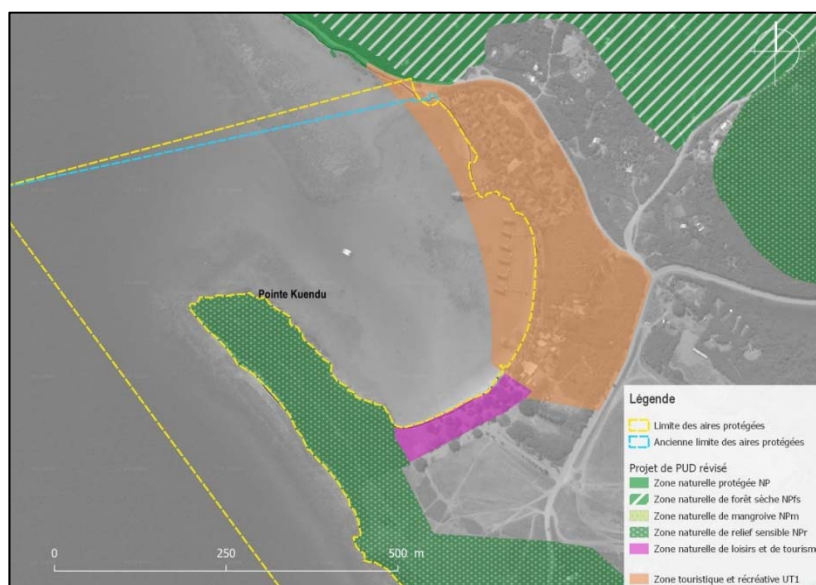 Pointe Kuendu
Légende
Limite des aires protégées
Ancienne limite des aires protégées
Projet de PUD révisé
Zone naturelle protégée NP
Zone naturelle de forêt sèche NPfs
Zone naturelle de mangroive NPm
Zone naturelle de relief sensible NPr
Zone naturelle de loisirs et de tourism
Zone touristique et récréative UT1
0 250 500 m